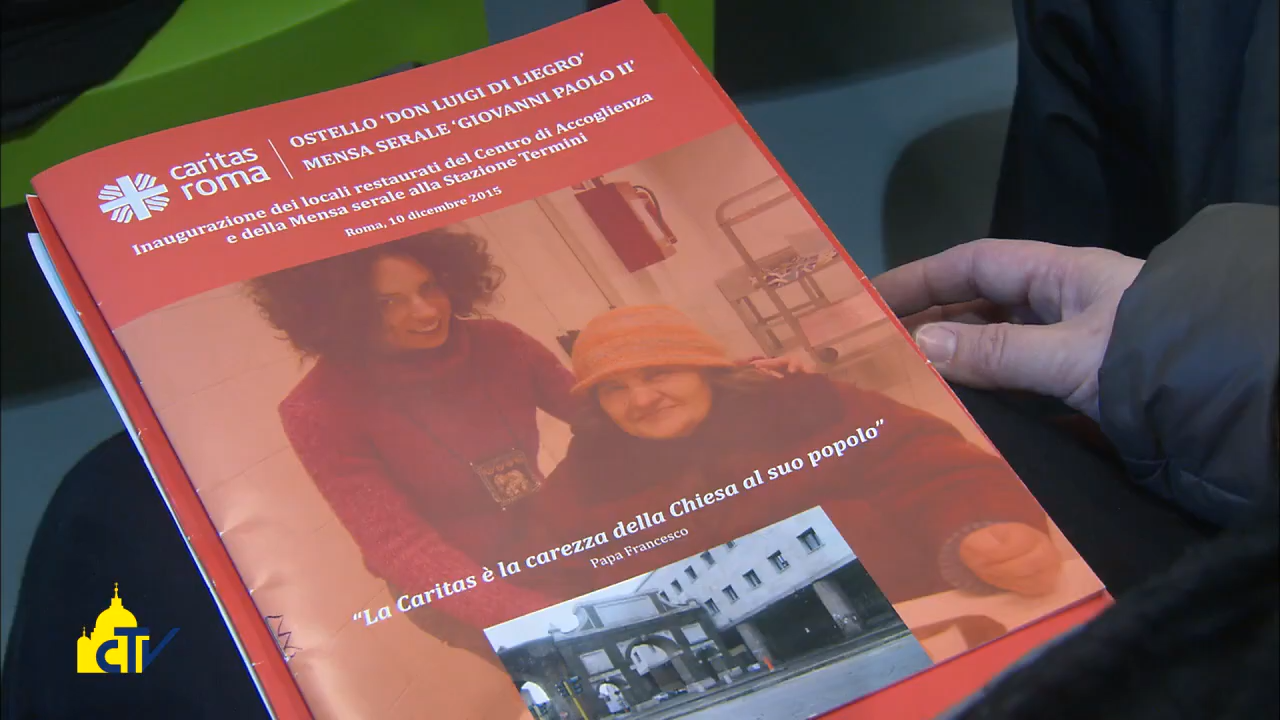 caritas
roma
OSTELLO ‘DON LUIGI DI LIEGRO’
MENSA SERALE ‘GIOVANNI PAOLO II’
Inaugurazione dei locali restaurati del Centro di Accoglienza
e della Mensa serale alla Stazione Termini
Roma, 10 dicembre 2015
“La Caritas è la carezza della Chiesa al suo popolo”
Papa Francesco
CTV